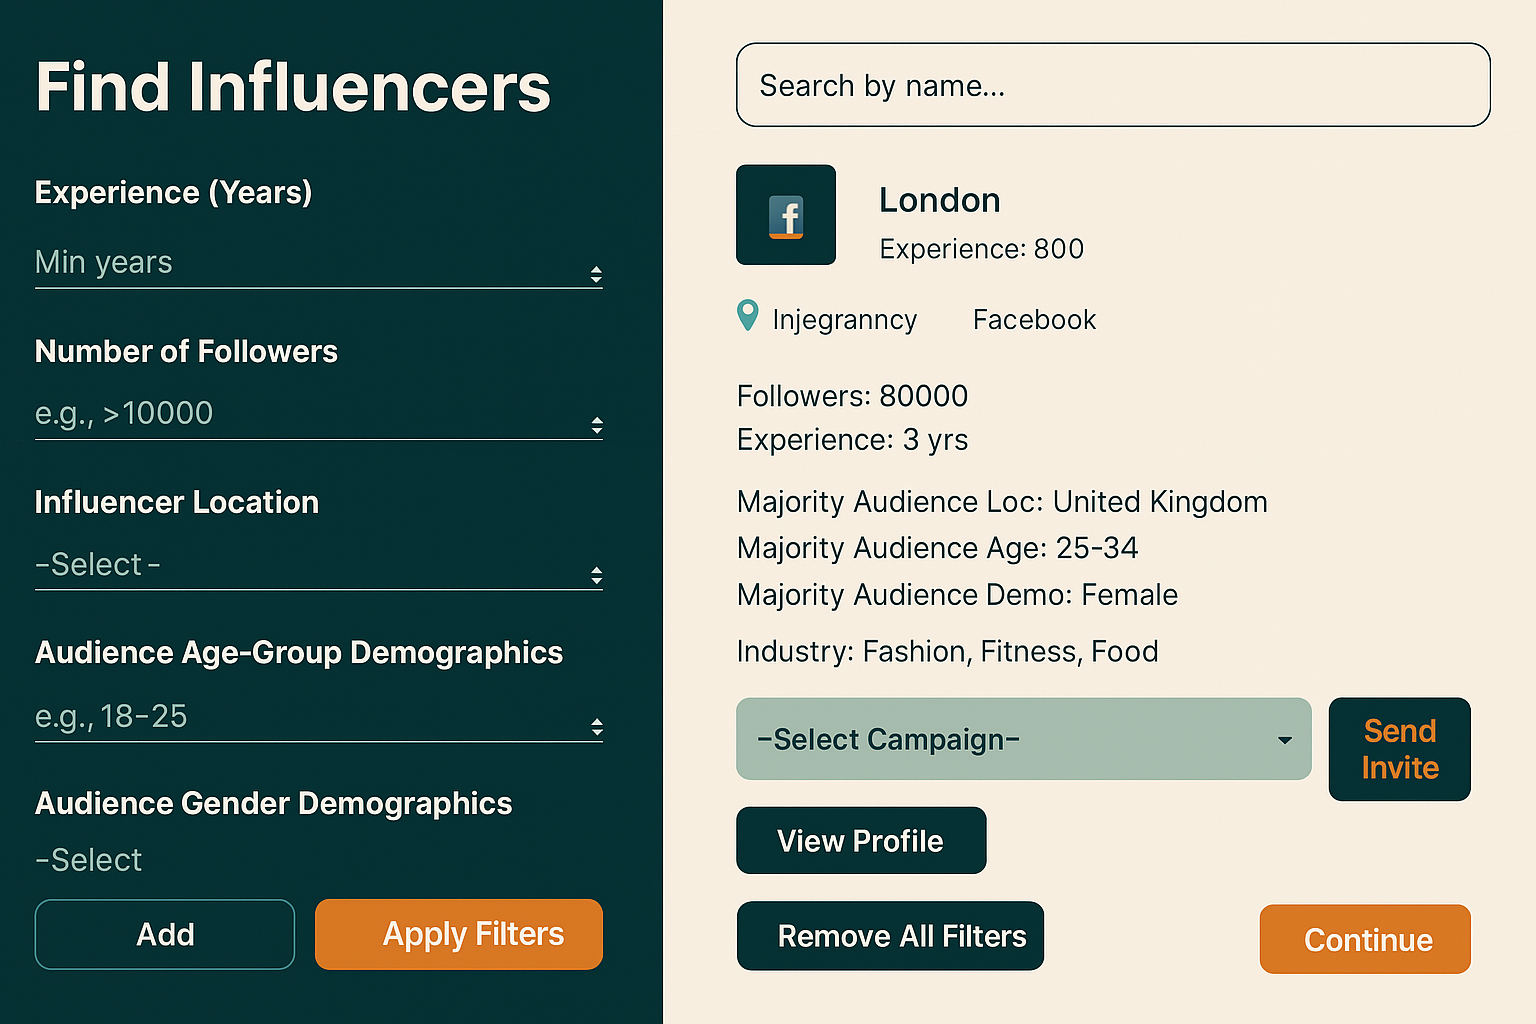 Find Influencers
Experience (Years)
Min years
Number of Followers
e.g., >10000
Influencer Location
-Select -
Audience Age-Group Demographics
e.g., 18-25
Audience Gender Demographics
-Select
Add
Apply Filters
Search by name...
f
London
Experience: 800
Injegranncy
Facebook
Followers: 80000
Experience: 3 yrs
Majority Audience Loc: United Kingdom
Majority Audience Age: 25-34
Majority Audience Demo: Female
Industry: Fashion, Fitness, Food
-Select Campaign-
Send
Invite
View Profile
Remove All Filters
Continue